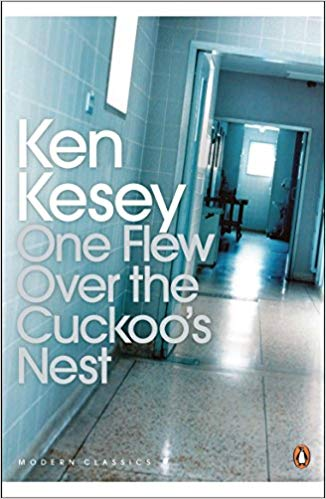 Ken
Kesey
One Flew
Over the
Cuckoo's
Nest
MODERN CLASSICS